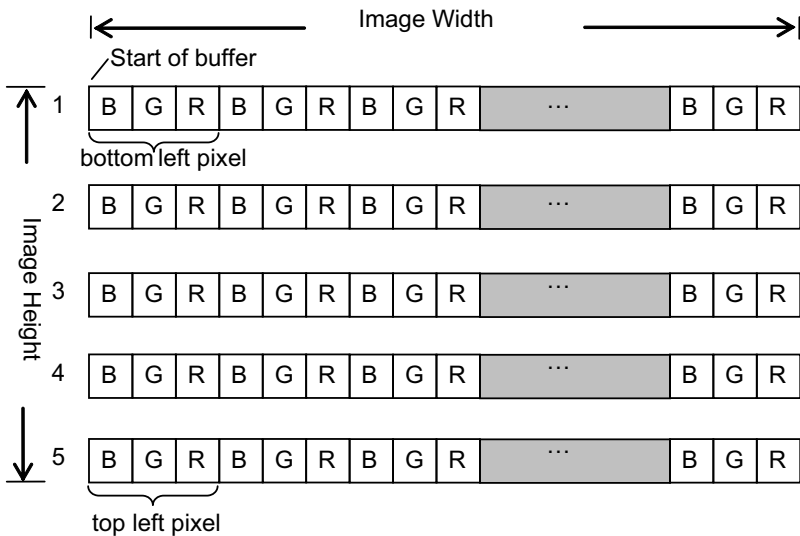 Image Width
Start of buffer
1 B G R B G R B G R ... B G R
bottom left pixel
2 B G R B G R B G R ... B G R
Image Height
3 B G R B G R B G R ... B G R
4 B G R B G R B G R ... B G R
5 B G R B G R B G R ... B G R
top left pixel